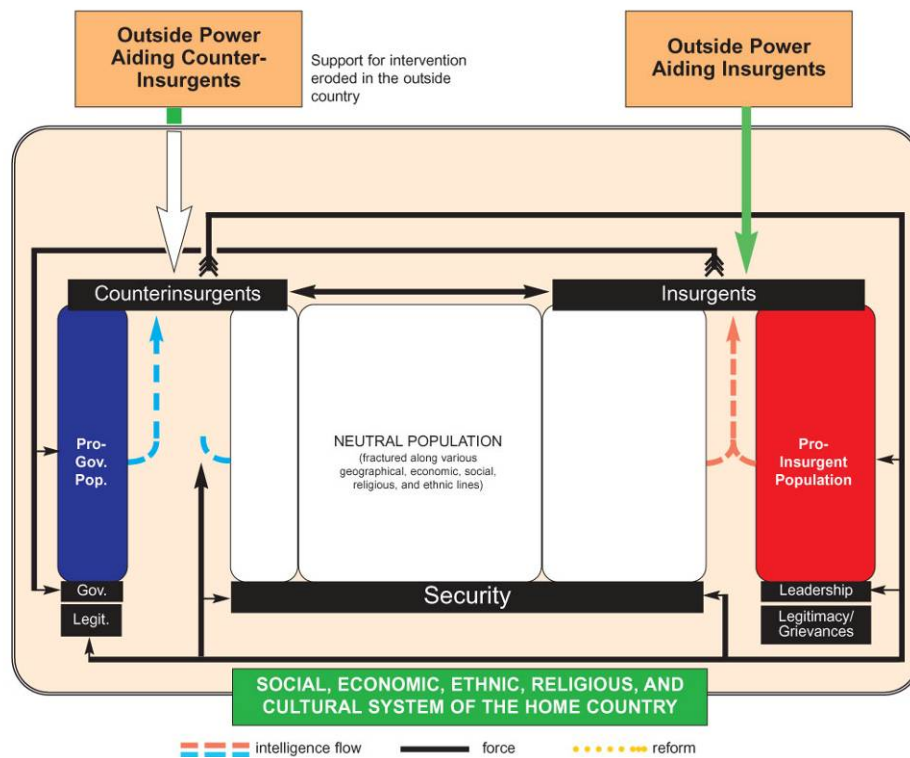 Outside Power
Aiding Counter-
Insurgents
Support for intervention
eroded in the outside
country
Outside Power
Aiding Insurgents
Counterinsurgents
Insurgents
Pro-
Gov.
Pop.
NEUTRAL POPULATION
(fractured along various
geographical, economic, social,
religious, and ethnic lines)
Pro-
Insurgent
Population
Gov.
Legit.
Security
Leadership
Legitimacy/
Grievances
SOCIAL, ECONOMIC, ETHNIC, RELIGIOUS, AND
CULTURAL SYSTEM OF THE HOME COUNTRY
intelligence flow
force
reform